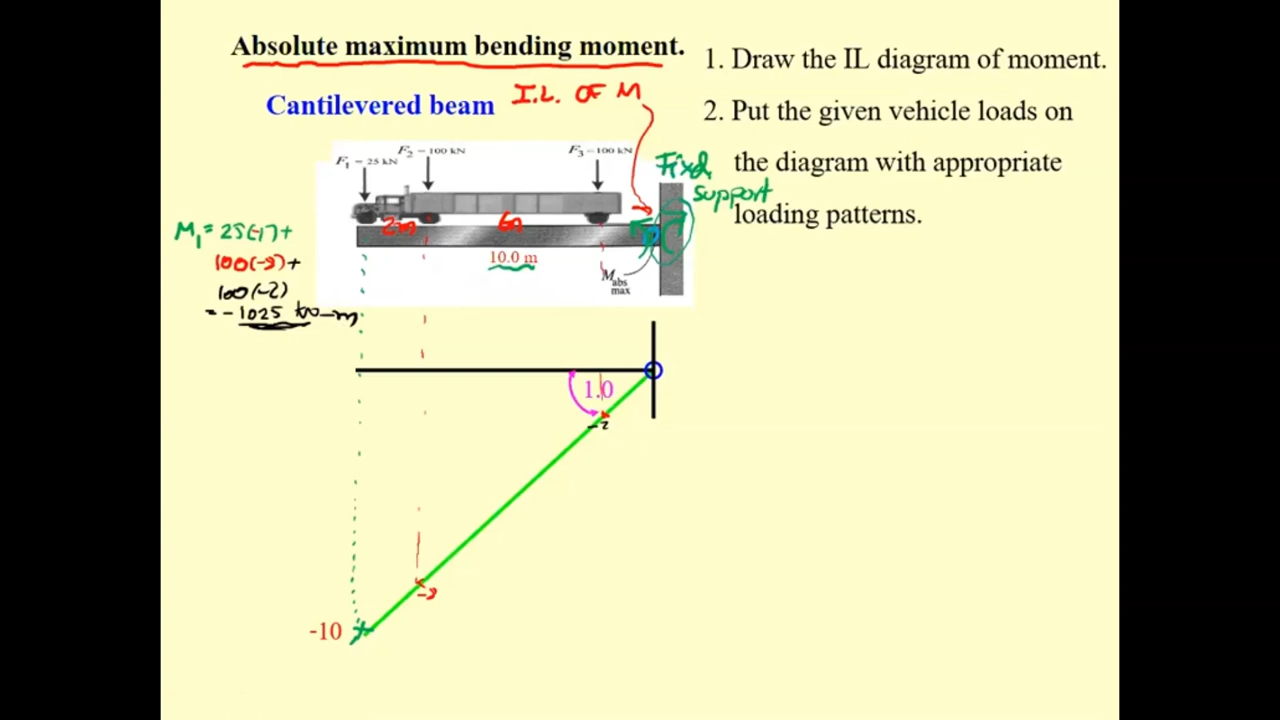 Absolute maximum bending moment.
Cantilevered beam
I.L. OF M
1. Draw the IL diagram of moment.
2. Put the given vehicle loads on
the diagram with appropriate
loading patterns.
F₁ = 25 kN
F₂ = 100 kN
F₃ = 100 kN
Fixed
support
2m
6m
10.0 m
M abs max
M₁ = 25(-1)+
100(-8)+
100(-2)
= -1025 kN-m
1.0
-2
-8
-10